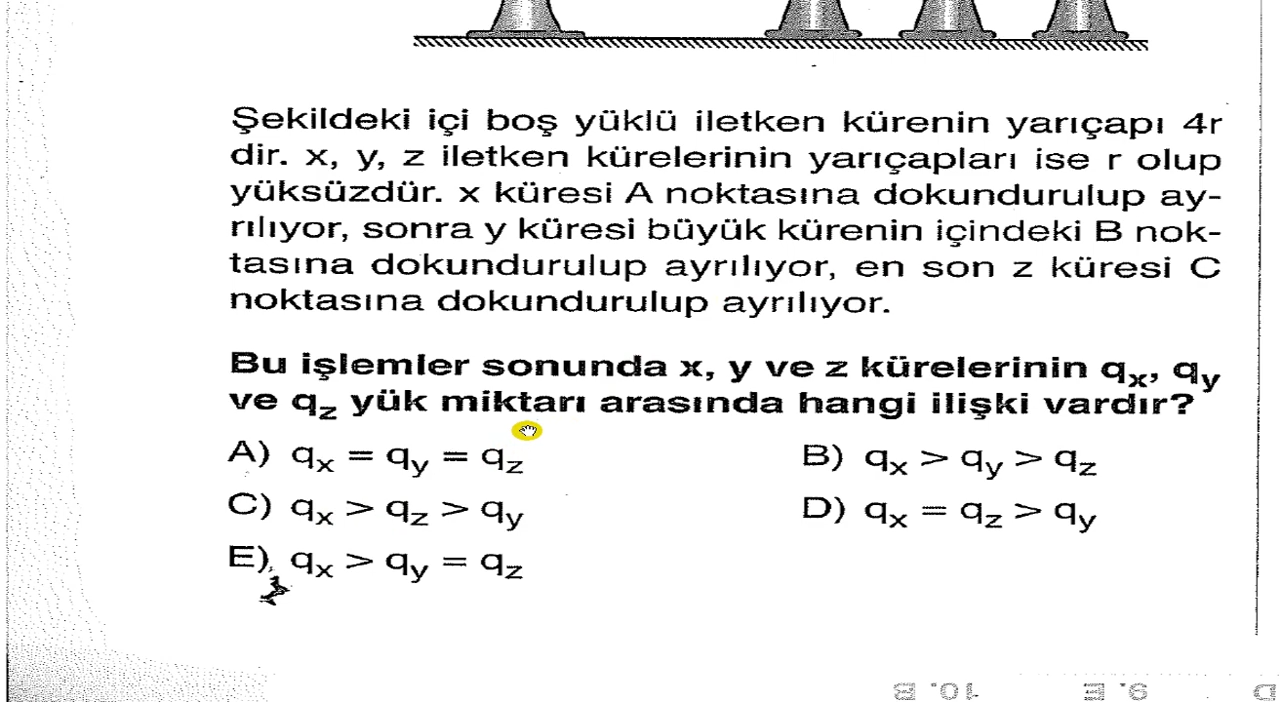 Şekildeki içi boş yüklü iletken kürenin yarıçapı 4r
dir. x, y, z iletken kürelerinin yarıçapları ise r olup
yüksüzdür. x küresi A noktasına dokundurulup ay-
rılıyor, sonra y küresi büyük kürenin içindeki B nok-
tasına dokundurulup ayrılıyor, en son z küresi C
noktasına dokundurulup ayrılıyor.
Bu işlemler sonunda x, y ve z kürelerinin qx, qy
ve qz yük miktarı arasında hangi ilişki vardır?
A) qx = qy = qz
B) qx > qy > qz
C) qx > qz > qy
D) qx = qz > qy
E) qx > qy = qz
10. B
9. E
D